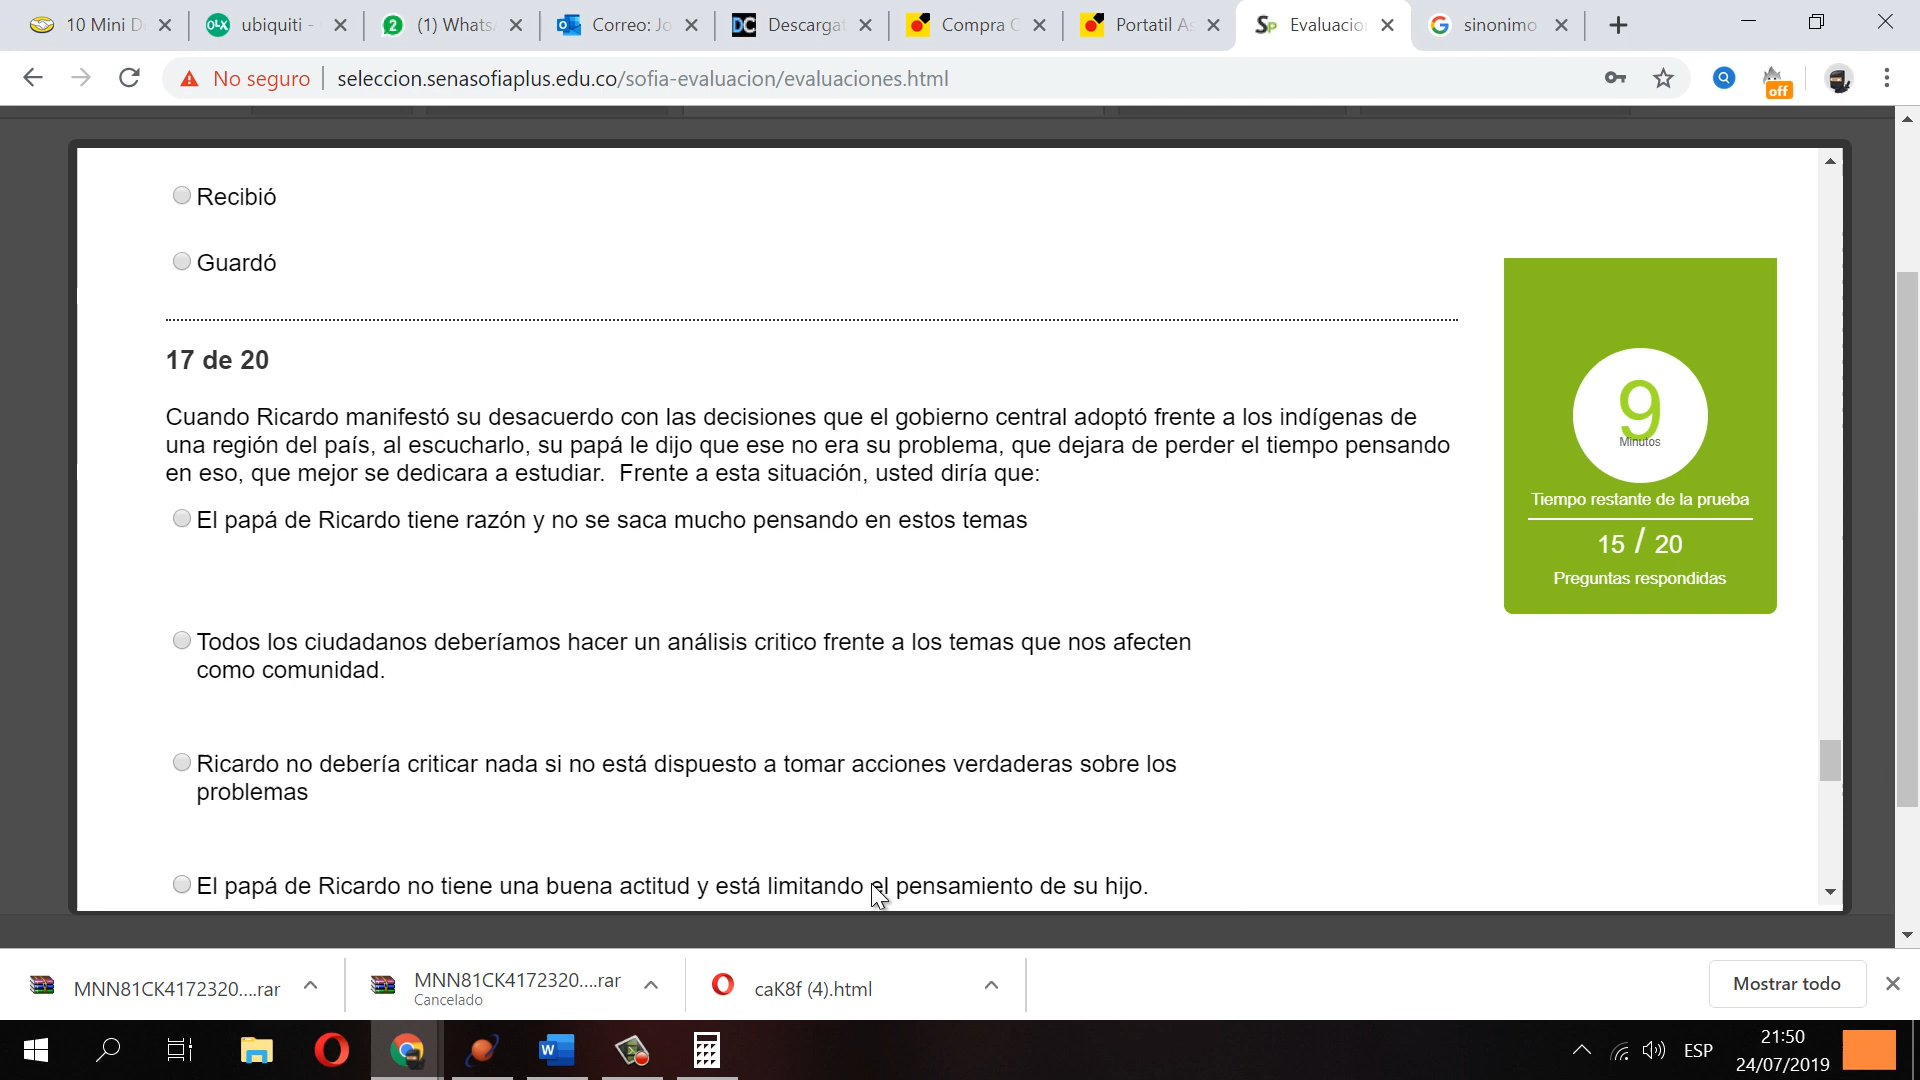 10 Mini D
ubiquiti -
(1) Whats
Correo: Jo
Descargat
Compra C
Portatil As
Evaluacio
sinonimo
No seguro
seleccion.senasofiaplus.edu.co/sofia-evaluacion/evaluaciones.html
off
Recibió
Guardó
17 de 20
Cuando Ricardo manifestó su desacuerdo con las decisiones que el gobierno central adoptó frente a los indígenas de
una región del país, al escucharlo, su papá le dijo que ese no era su problema, que dejara de perder el tiempo pensando
en eso, que mejor se dedicara a estudiar. Frente a esta situación, usted diría que:
El papá de Ricardo tiene razón y no se saca mucho pensando en estos temas
Todos los ciudadanos deberíamos hacer un análisis critico frente a los temas que nos afecten
como comunidad.
Ricardo no debería criticar nada si no está dispuesto a tomar acciones verdaderas sobre los
problemas
El papá de Ricardo no tiene una buena actitud y está limitando el pensamiento de su hijo.
9
Minutos
Tiempo restante de la prueba
15 / 20
Preguntas respondidas
MNN81CK4172320....rar
MNN81CK4172320....rar
Cancelado
caK8f (4).html
Mostrar todo
ESP
21:50
24/07/2019